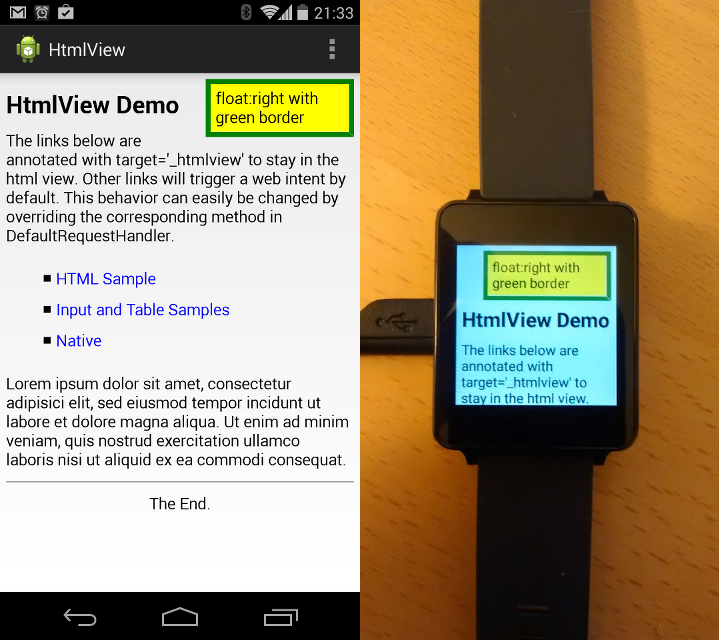 21:33
HtmlView
float:right with
green border
HtmlView Demo
The links below are
annotated with target='_htmlview' to stay in the
html view. Other links will trigger a web intent by
default. This behavior can easily be changed by
overriding the corresponding method in
DefaultRequestHandler.
HTML Sample
Input and Table Samples
Native
Lorem ipsum dolor sit amet, consectetur
adipisici elit, sed eiusmod tempor incidunt ut
labore et dolore magna aliqua. Ut enim ad minim
veniam, quis nostrud exercitation ullamco
laboris nisi ut aliquid ex ea commodi consequat.
The End.
float:right with
green border
HtmlView Demo
The links below are
annotated with
target='_htmlview' to
stay in the html view.